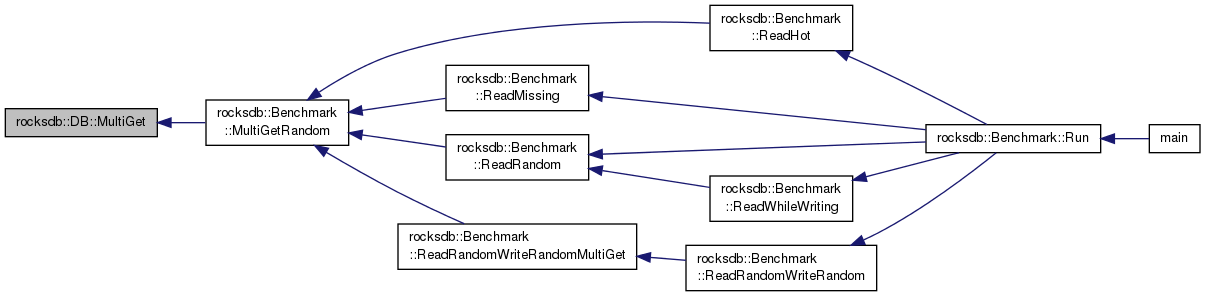 rocksdb::DB::MultiGet
rocksdb::Benchmark
::MultiGetRandom
rocksdb::Benchmark
::ReadHot
rocksdb::Benchmark
::ReadMissing
rocksdb::Benchmark
::ReadRandom
rocksdb::Benchmark
::ReadRandomWriteRandomMultiGet
rocksdb::Benchmark
::ReadWhileWriting
rocksdb::Benchmark
::ReadRandomWriteRandom
rocksdb::Benchmark::Run
main